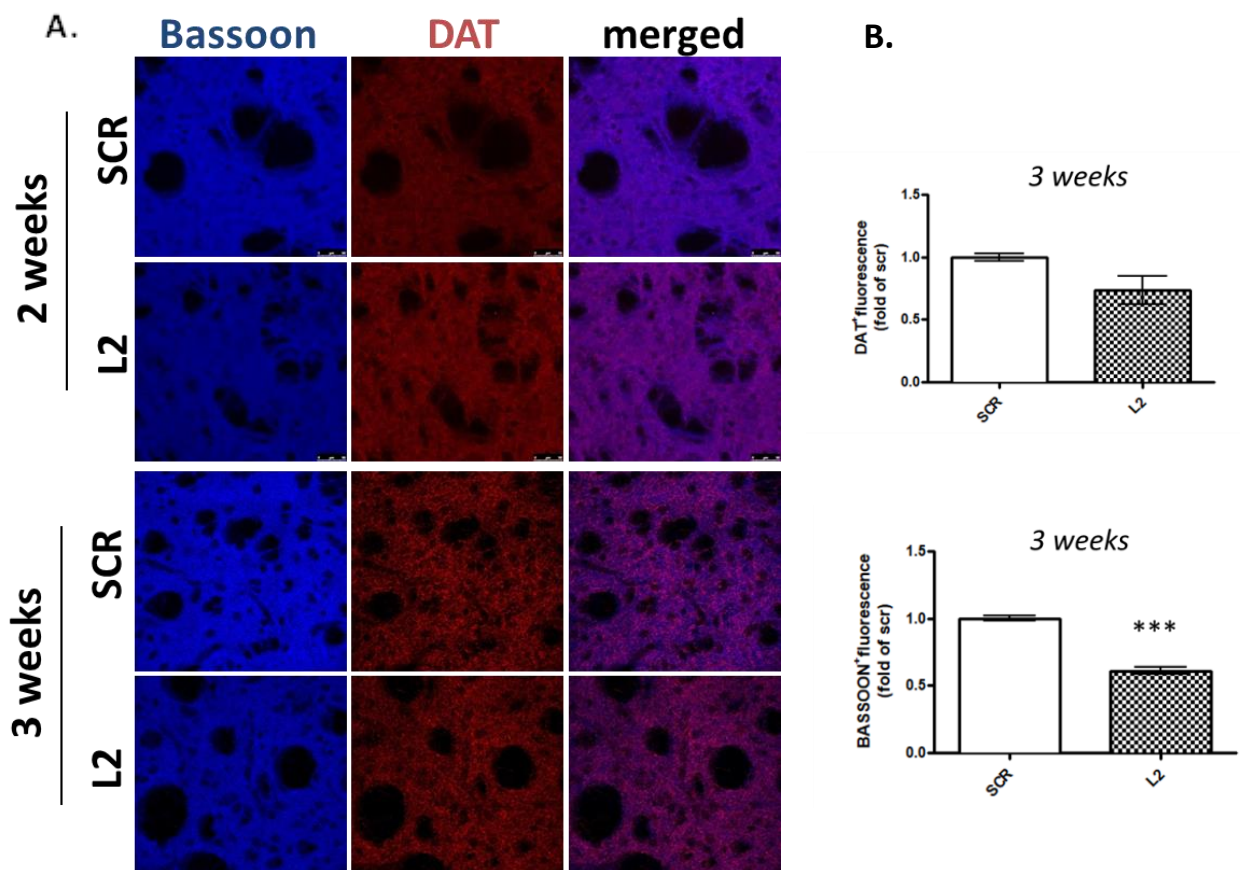 A.
Bassoon DAT merged
B.
2 weeks
SCR
L2
3 weeks
SCR
L2
3 weeks
DAT⁺fluorescence
(fold of scr)
1.5
1.0
0.5
0.0
SCR L2
3 weeks
BASSOON⁺fluorescence
(fold of scr)
1.5
1.0
0.5
0.0
***
SCR L2